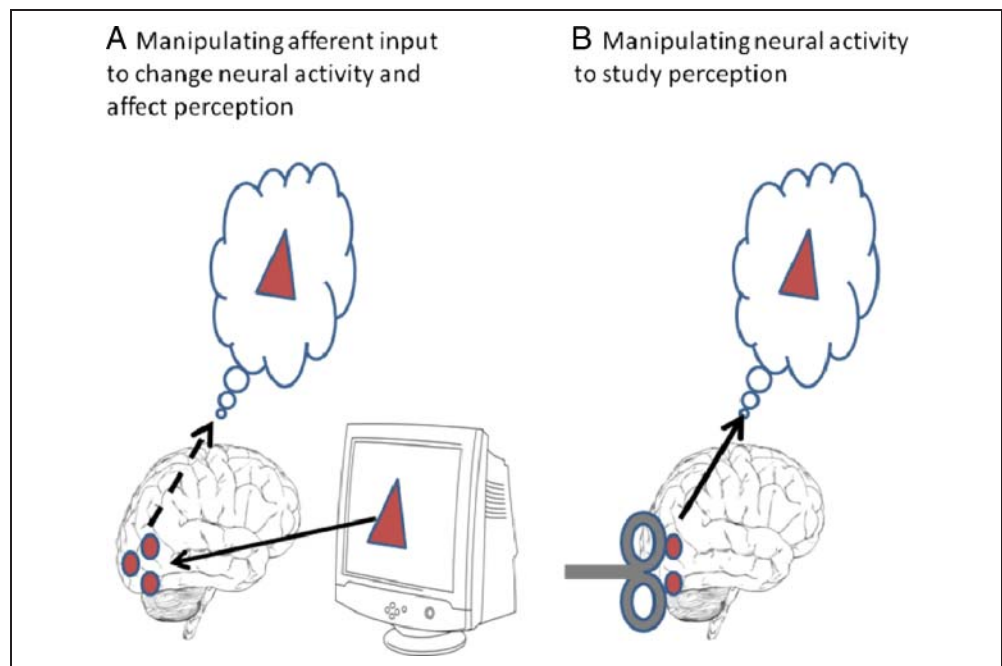 A Manipulating afferent input
to change neural activity and
affect perception
B Manipulating neural activity
to study perception